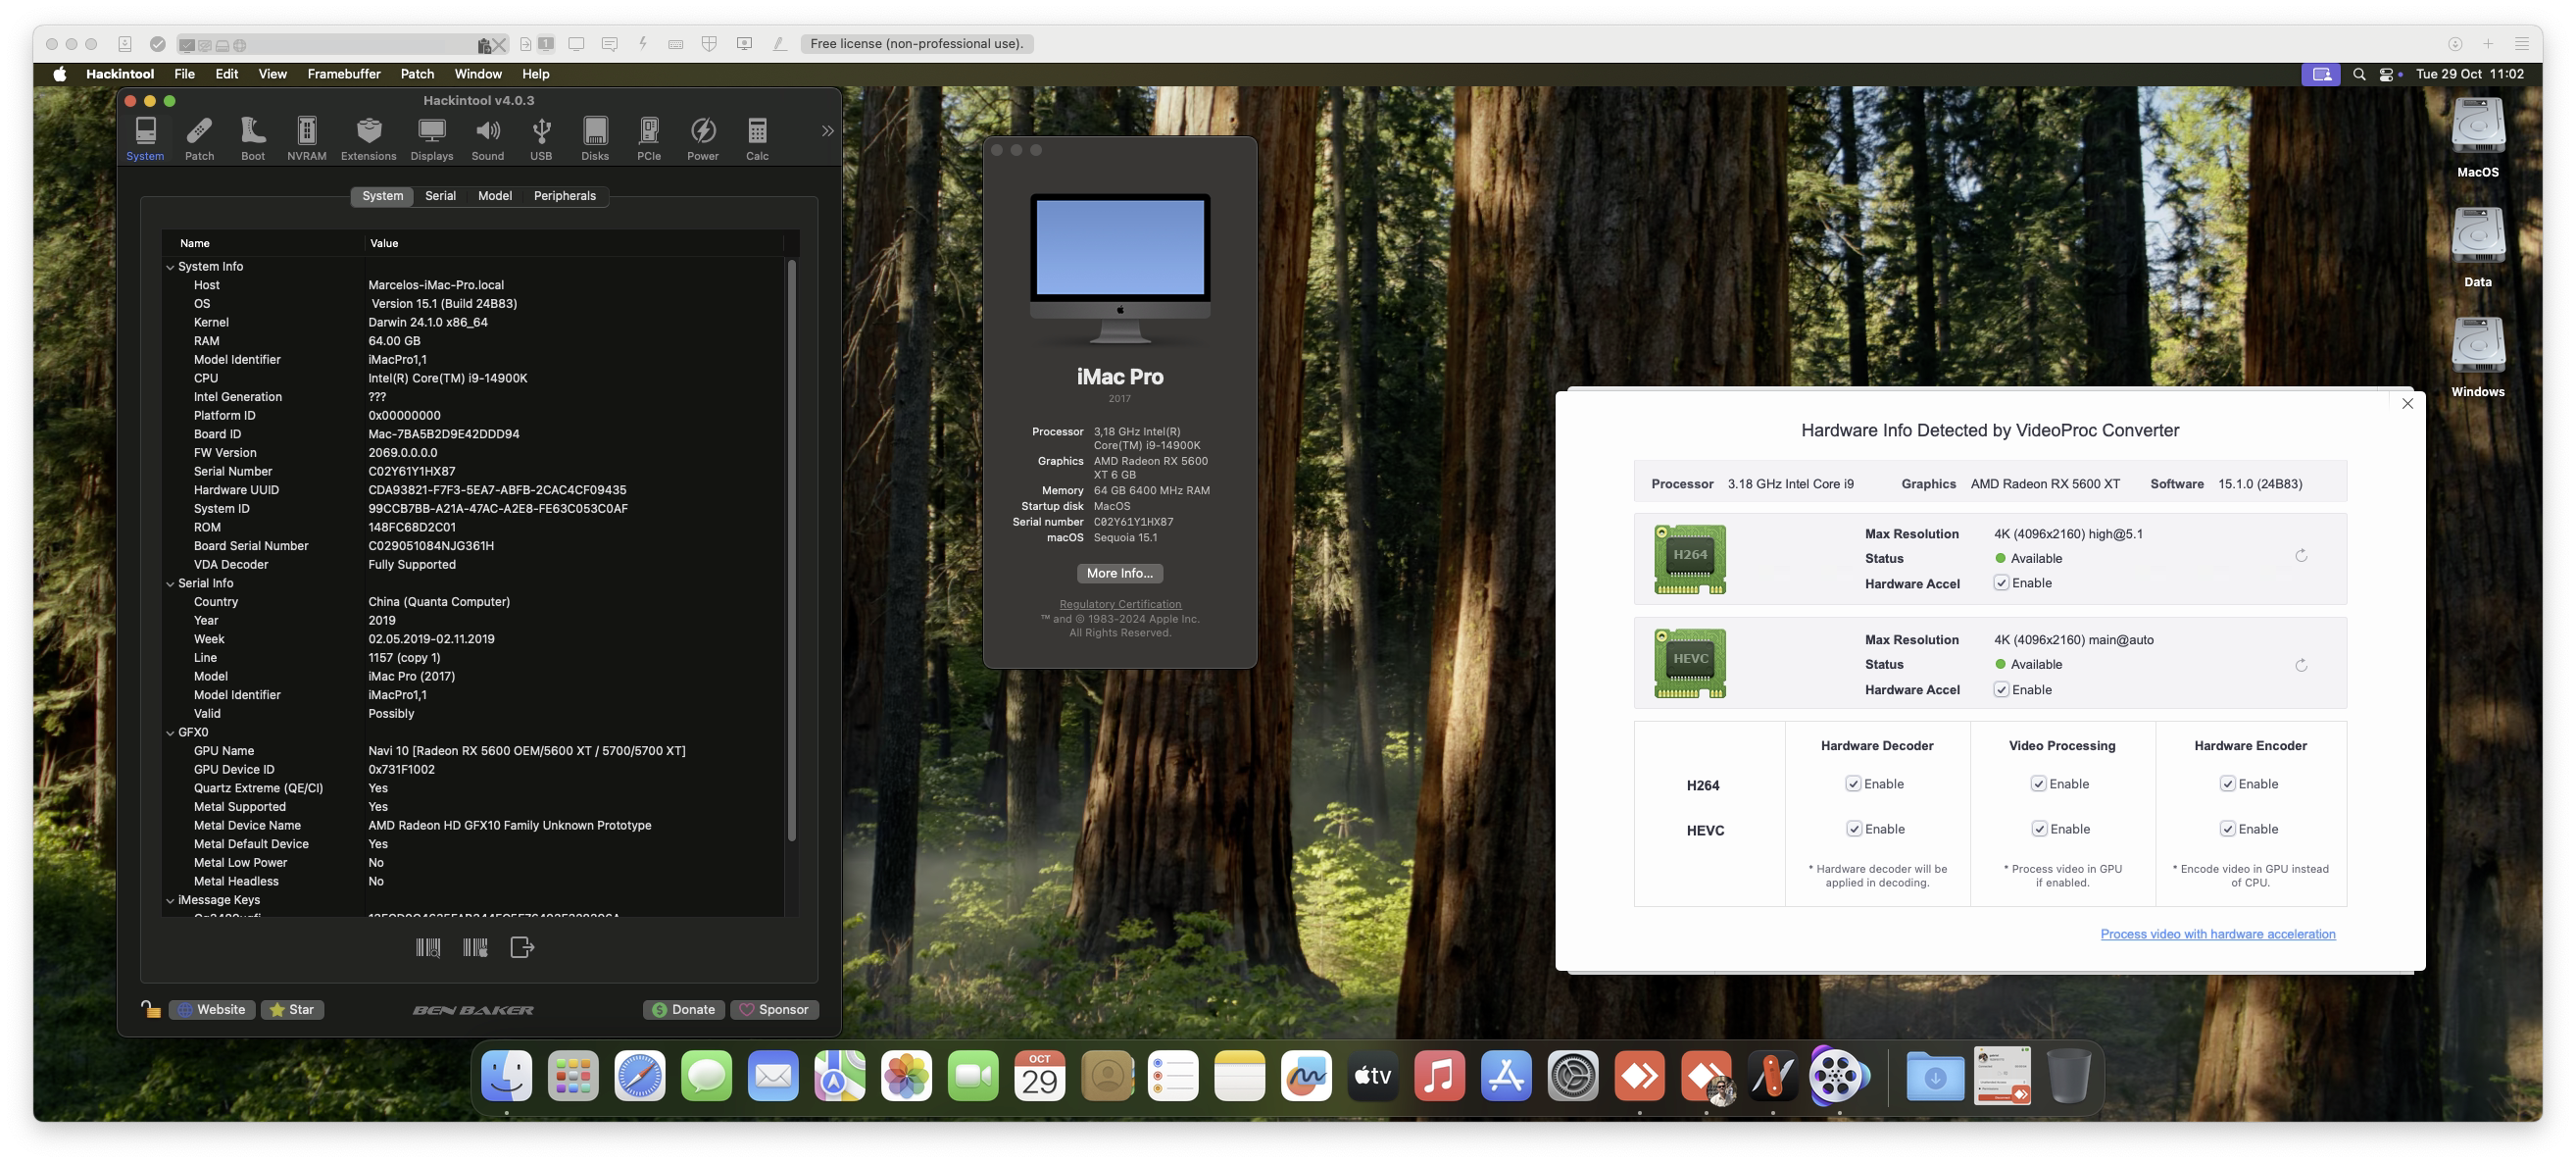 Free license (non-professional use).
Hackintool File Edit View Framebuffer Patch Window Help
Tue 29 Oct 11:02
Hackintool v4.0.3
System Patch Boot NVRAM Extensions Displays Sound USB Disks PCIe Power Calc
System Serial Model Peripherals
Name Value
System Info
Host Marcelos-iMac-Pro.local
OS Version 15.1 (Build 24B83)
Kernel Darwin 24.1.0 x86_64
RAM 64.00 GB
Model Identifier iMacPro1,1
CPU Intel(R) Core(TM) i9-14900K
Intel Generation ???
Platform ID 0x00000000
Board ID Mac-7BA5B2D9E42DDD94
FW Version 2069.0.0.0.0
Serial Number C02Y61Y1HX87
Hardware UUID CDA93821-F7F3-5EA7-ABFB-2CAC4CF09435
System ID 99CCB7BB-A21A-47AC-A2E8-FE63C053C0AF
ROM 148FC68D2C01
Board Serial Number C029051084NJG361H
VDA Decoder Fully Supported
Serial Info
Country China (Quanta Computer)
Year 2019
Week 02.05.2019-02.11.2019
Line 1157 (copy 1)
Model iMac Pro (2017)
Model Identifier iMacPro1,1
Valid Possibly
GFX0
GPU Name Navi 10 [Radeon RX 5600 OEM/5600 XT / 5700/5700 XT]
GPU Device ID 0x731F1002
Quartz Extreme (QE/CI) Yes
Metal Supported Yes
Metal Device Name AMD Radeon HD GFX10 Family Unknown Prototype
Metal Default Device Yes
Metal Low Power No
Metal Headless No
iMessage Keys
Website Star BEN BAKER Donate Sponsor
iMac Pro
2017
Processor 3,18 GHz Intel(R)
Core(TM) i9-14900K
Graphics AMD Radeon RX 5600
XT 6 GB
Memory 64 GB 6400 MHz RAM
Startup disk MacOS
Serial number C02Y61Y1HX87
macOS Sequoia 15.1
More Info...
Regulatory Certification
™ and © 1983-2024 Apple Inc.
All Rights Reserved.
MacOS
Data
Windows
Hardware Info Detected by VideoProc Converter
Processor 3.18 GHz Intel Core i9 Graphics AMD Radeon RX 5600 XT Software 15.1.0 (24B83)
H264
Max Resolution 4K (4096x2160) high@5.1
Status Available
Hardware Accel Enable
HEVC
Max Resolution 4K (4096x2160) main@auto
Status Available
Hardware Accel Enable
Hardware Decoder Video Processing Hardware Encoder
H264 Enable Enable Enable
HEVC Enable Enable Enable
* Hardware decoder will be
applied in decoding.
* Process video in GPU
if enabled.
* Encode video in GPU instead
of CPU.
Process video with hardware acceleration
OCT
29
tv